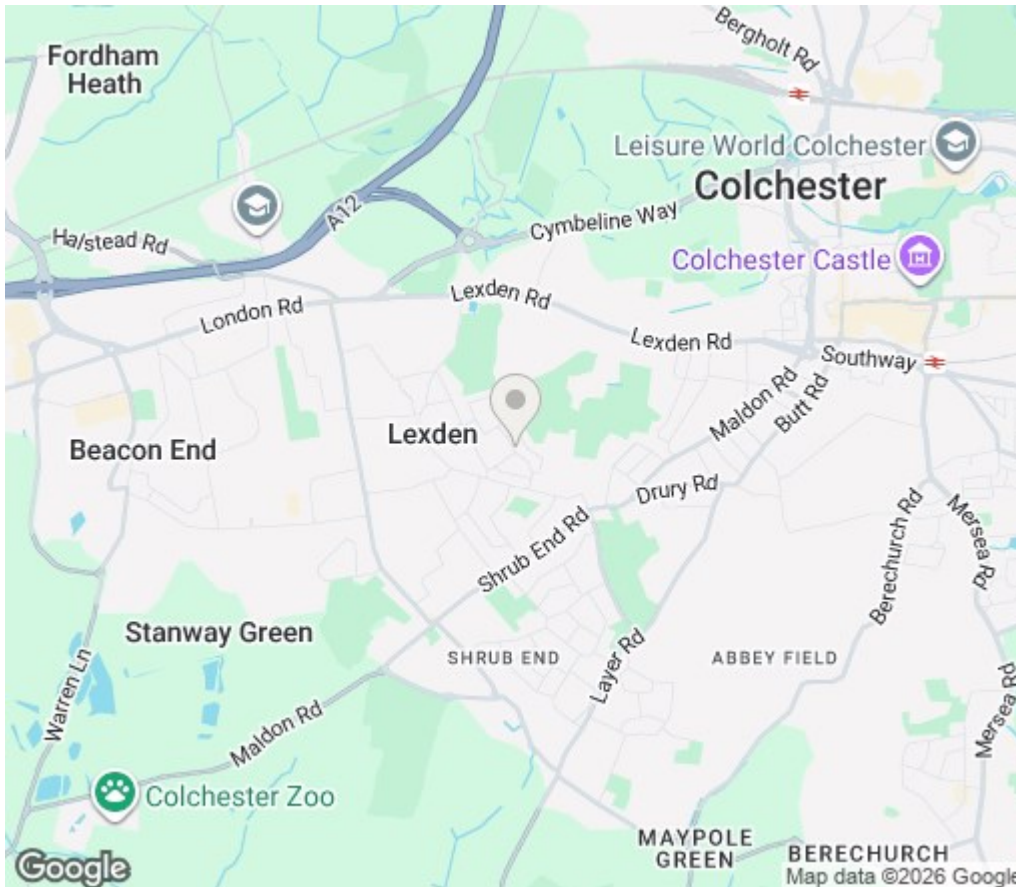 Fordham
Heath
Bergholt Rd
Leisure World Colchester
Colchester
A12
Cymbeline Way
Halstead Rd
Colchester Castle
Lexden Rd
London Rd
Lexden Rd
Southway
Maldon Rd
Butt Rd
Lexden
Beacon End
Drury Rd
Berechurch Rd
Mersea Rd
Shrub End Rd
Stanway Green
SHRUB END
ABBEY FIELD
Layer Rd
Warren Ln
Maldon Rd
Mersea Rd
Colchester Zoo
MAYPOLE
GREEN
BERECHURCH
Google
Map data ©2026 Google